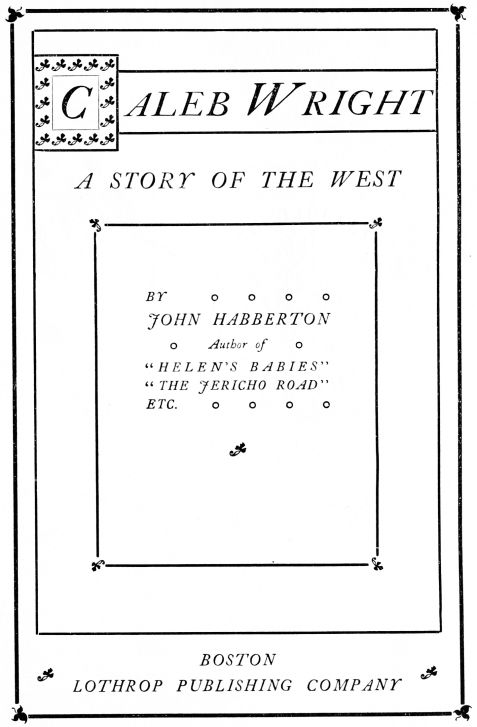 CALEB WRIGHT
A STORY OF THE WEST
BY
JOHN HABBERTON
Author of
"HELEN'S BABIES"
"THE JERICHO ROAD"
ETC.
BOSTON
LOTHROP PUBLISHING COMPANY